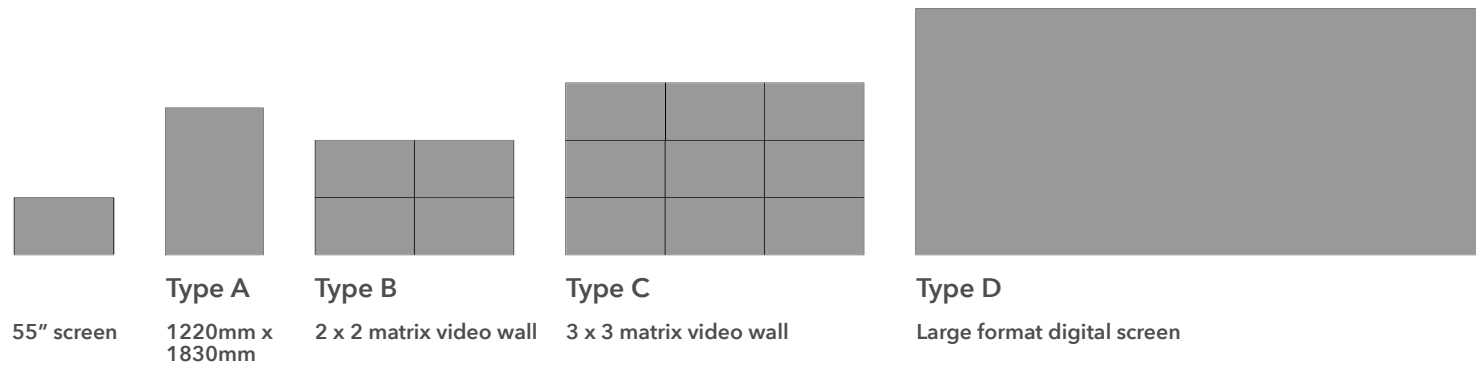 Type A
Type B
Type C
Type D
55” screen
1220mm x
1830mm
2 x 2 matrix video wall
3 x 3 matrix video wall
Large format digital screen